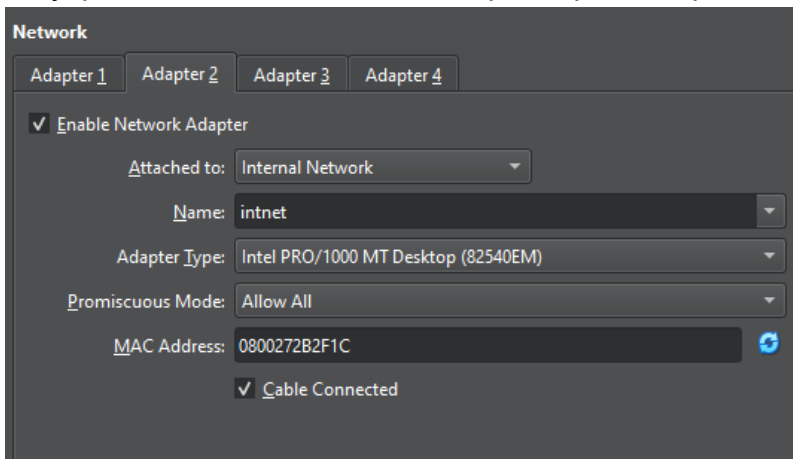 Network
Adapter 1 Adapter 2 Adapter 3 Adapter 4
Enable Network Adapter
Attached to: Internal Network
Name: intnet
Adapter Type: Intel PRO/1000 MT Desktop (82540EM)
Promiscuous Mode: Allow All
MAC Address: 0800272B2F1C
Cable Connected